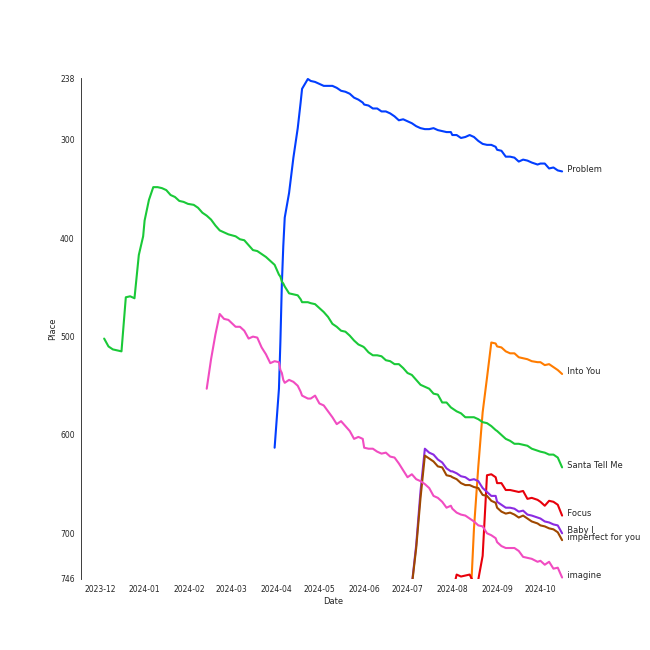 238
300
400
500
600
700
746
Place
2023-12 2024-01 2024-02 2024-03 2024-04 2024-05 2024-06 2024-07 2024-08 2024-09 2024-10
Date
Problem
Into You
Santa Tell Me
Focus
Baby I
imperfect for you
imagine